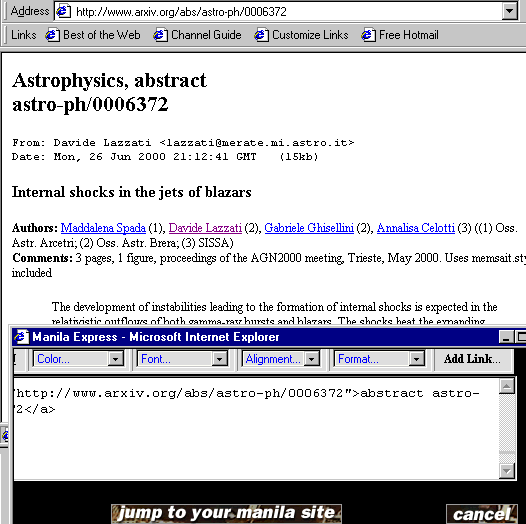 Address http://www.arxiv.org/abs/astro-ph/0006372
Links Best of the Web Channel Guide Customize Links Free Hotmail
Astrophysics, abstract
astro-ph/0006372
From: Davide Lazzati <lazzati@merate.mi.astro.it>
Date: Mon, 26 Jun 2000 21:12:41 GMT (15kb)
Internal shocks in the jets of blazars
Authors: Maddalena Spada (1), Davide Lazzati (2), Gabriele Ghisellini (2), Annalisa Celotti (3) ((1) Oss.
Astr. Arcetri; (2) Oss. Astr. Brera; (3) SISSA)
Comments: 3 pages, 1 figure, proceedings of the AGN2000 meeting, Trieste, May 2000. Uses memsait.sty
included
The development of instabilities leading to the formation of internal shocks is expected in the
relativistic outflows of both gamma-ray bursts and blazars. The shocks heat the expanding
Manila Express - Microsoft Internet Explorer
Color... Font... Alignment... Format... Add Link...
"http://www.arxiv.org/abs/astro-ph/0006372">abstract astro-
72</a>
jump to your manila site cancel